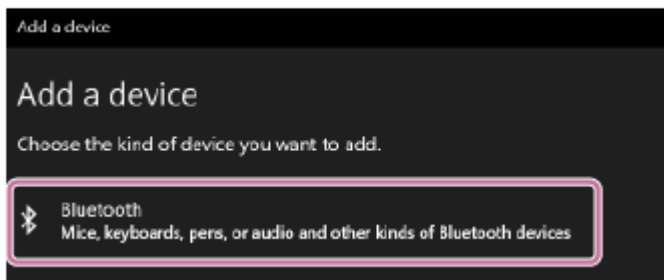 Add a device
Add a device
Choose the kind of device you want to add.
Bluetooth
Mice, keyboards, pens, or audio and other kinds of Bluetooth devices